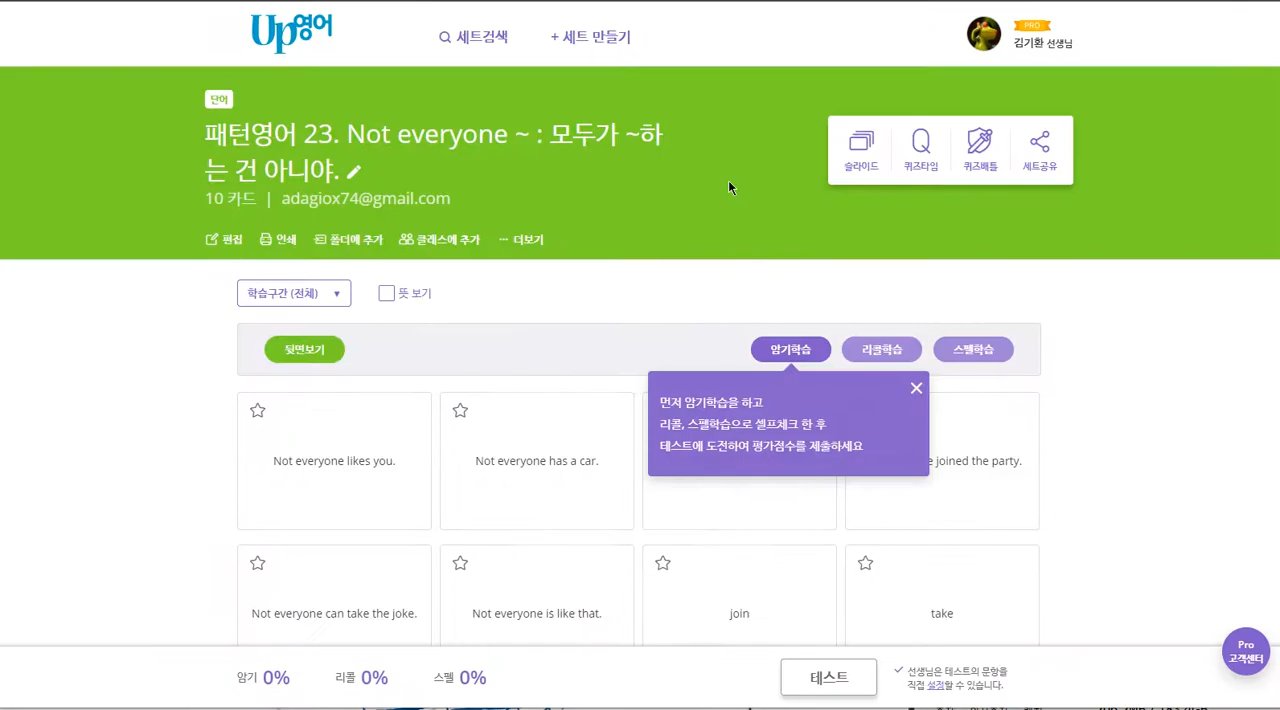 Up영어
세트검색
+ 세트 만들기
PRO
김기환 선생님
단어
패턴영어 23. Not everyone ~ : 모두가 ~하
는 건 아니야.
10 카드 | adagiox74@gmail.com
슬라이드
퀴즈타임
퀴즈배틀
세트공유
편집
인쇄
폴더에 추가
클래스에 추가
··· 더보기
학습구간 (전체) ▼
뜻 보기
뒷면보기
암기학습
리콜학습
스펠학습
먼저 암기학습을 하고
리콜, 스펠학습으로 셀프체크 한 후
테스트에 도전하여 평가점수를 제출하세요
Not everyone likes you.
Not everyone has a car.
joined the party.
Not everyone can take the joke.
Not everyone is like that.
join
take
암기 0%
리콜 0%
스펠 0%
테스트
선생님은 테스트의 문항을
직접 설정할 수 있습니다.
Pro
고객센터